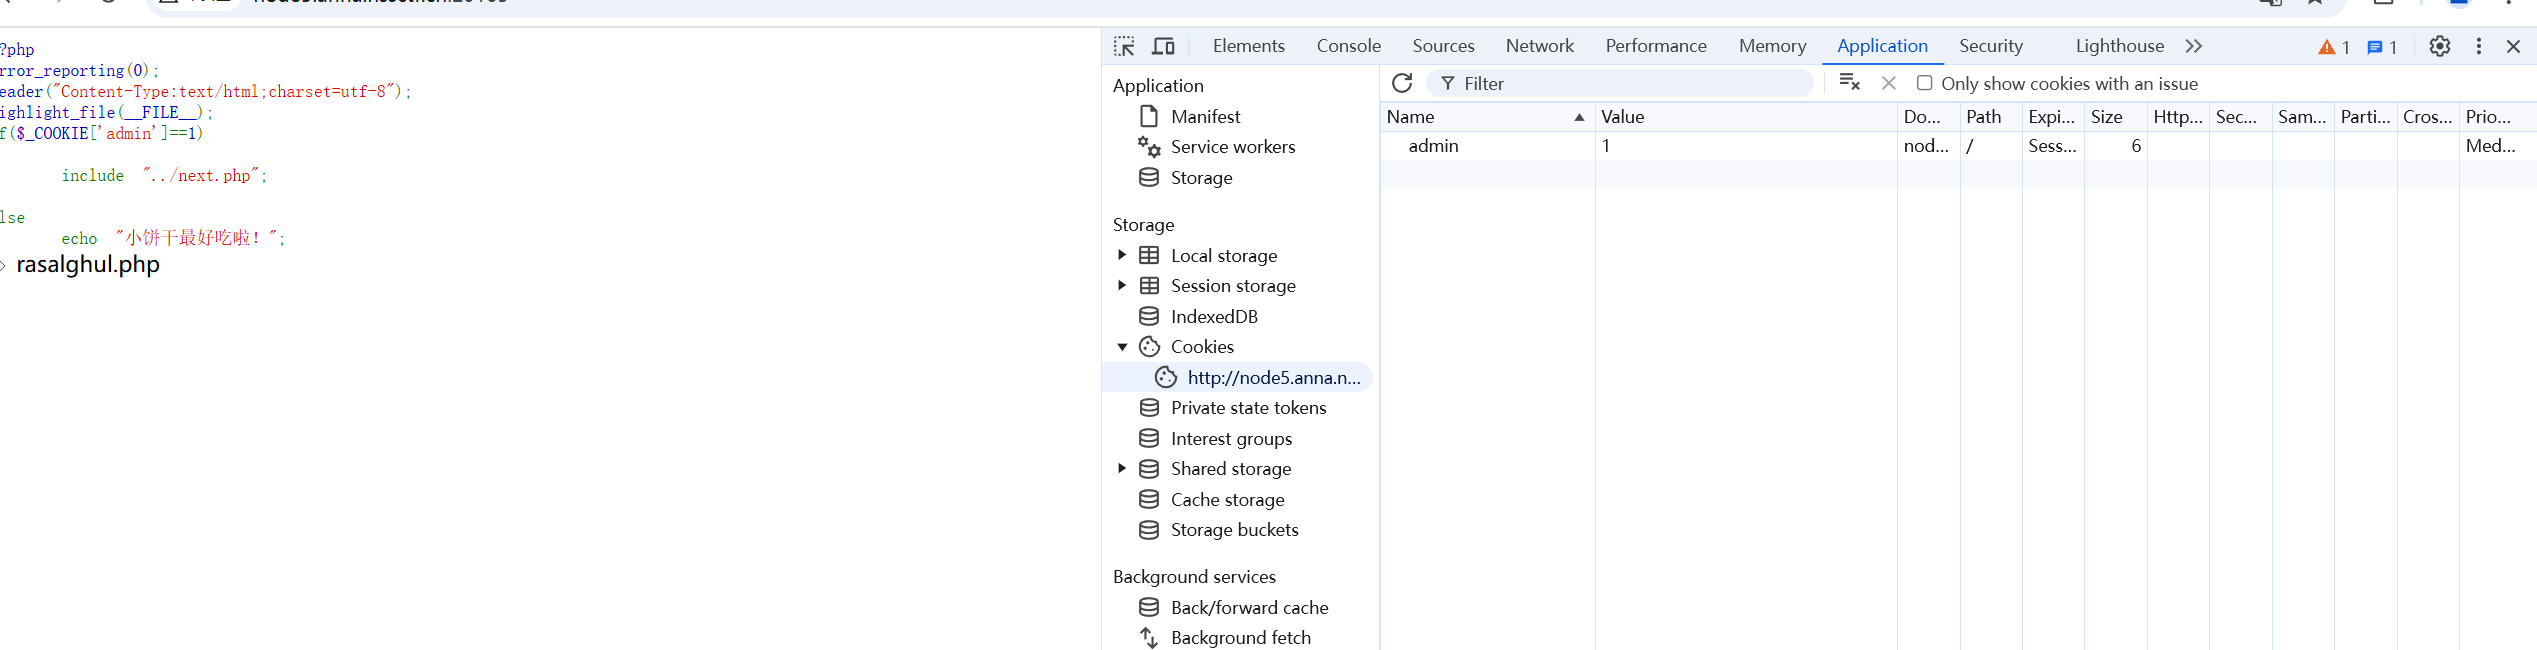 ?php
rror_reporting(0);
eader("Content-Type:text/html;charset=utf-8");
ighlight_file(__FILE__);
f($_COOKIE['admin']==1)
include "../next.php";
lse
echo "小饼干最好吃啦！";
> rasalghul.php
Elements Console Sources Network Performance Memory Application Security Lighthouse 1 1
Application
Manifest
Service workers
Storage
Storage
Local storage
Session storage
IndexedDB
Cookies
http://node5.anna.n...
Private state tokens
Interest groups
Shared storage
Cache storage
Storage buckets
Background services
Back/forward cache
Background fetch
Filter Only show cookies with an issue
Name Value Do... Path Expi... Size Http... Sec... Sam... Parti... Cros... Prio...
admin 1 nod... / Sess... 6 Med...